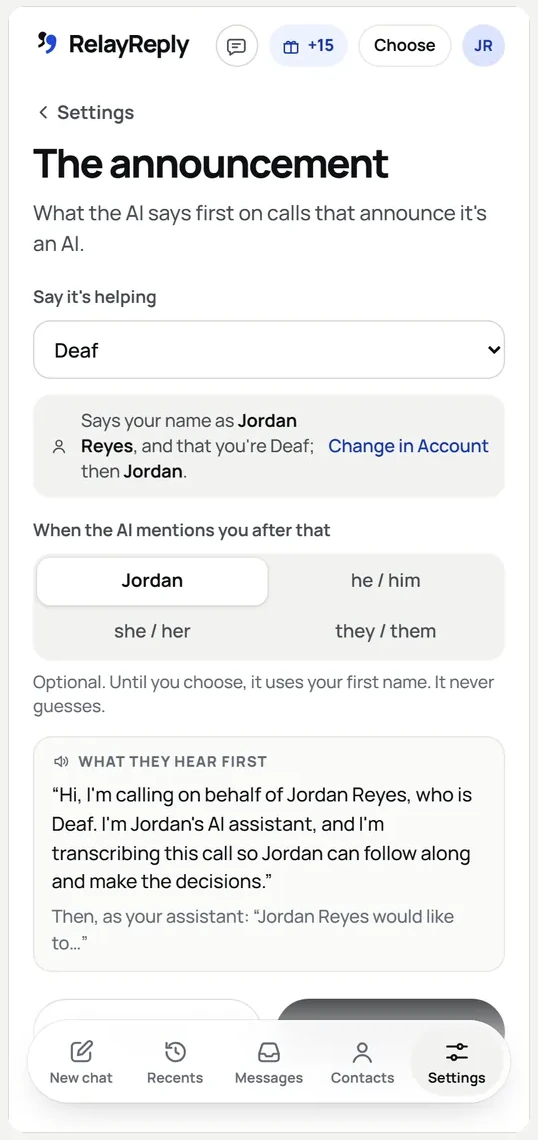 RelayReply
+15
Choose
JR
Settings
The announcement
What the AI says first on calls that announce it's
an AI.
Say it's helping
Deaf
Says your name as Jordan
Reyes, and that you're Deaf;
then Jordan.
Change in Account
When the AI mentions you after that
Jordan
he / him
she / her
they / them
Optional. Until you choose, it uses your first name. It never
guesses.
WHAT THEY HEAR FIRST
“Hi, I'm calling on behalf of Jordan Reyes, who is
Deaf. I'm Jordan's AI assistant, and I'm
transcribing this call so Jordan can follow along
and make the decisions.”
Then, as your assistant: “Jordan Reyes would like
to…”
New chat
Recents
Messages
Contacts
Settings